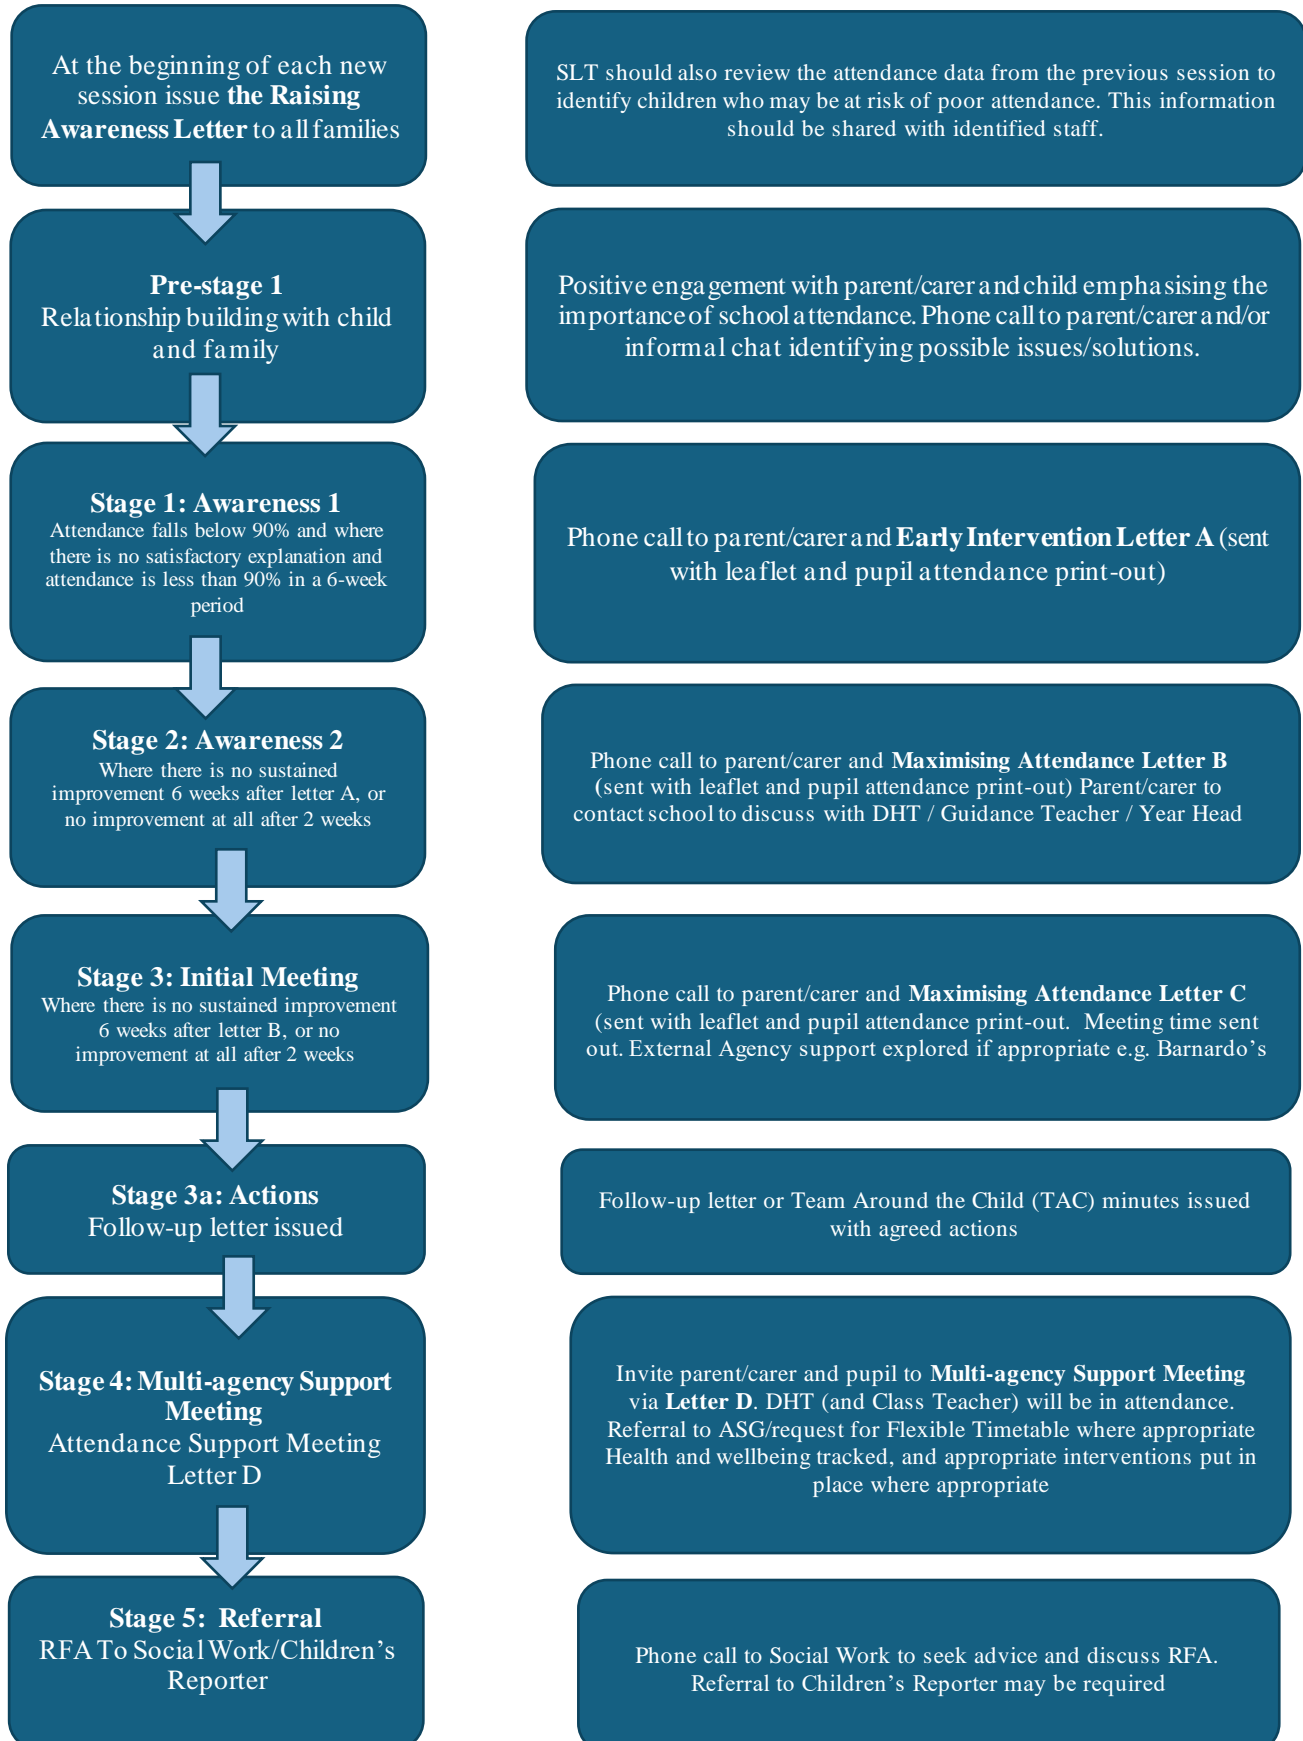 At the beginning of each new
session issue the Raising
Awareness Letter to all families
SLT should also review the attendance data from the previous session to
identify children who may be at risk of poor attendance. This information
should be shared with identified staff.
Pre-stage 1
Relationship building with child
and family
Positive engagement with parent/carer and child emphasising the
importance of school attendance. Phone call to parent/carer and/or
informal chat identifying possible issues/solutions.
Stage 1: Awareness 1
Attendance falls below 90% and where
there is no satisfactory explanation and
attendance is less than 90% in a 6-week
period
Phone call to parent/carer and Early Intervention Letter A (sent
with leaflet and pupil attendance print-out)
Stage 2: Awareness 2
Where there is no sustained
improvement 6 weeks after letter A, or
no improvement at all after 2 weeks
Phone call to parent/carer and Maximising Attendance Letter B
(sent with leaflet and pupil attendance print-out) Parent/carer to
contact school to discuss with DHT / Guidance Teacher / Year Head
Stage 3: Initial Meeting
Where there is no sustained improvement
6 weeks after letter B, or no
improvement at all after 2 weeks
Phone call to parent/carer and Maximising Attendance Letter C
(sent with leaflet and pupil attendance print-out. Meeting time sent
out. External Agency support explored if appropriate e.g. Barnardo’s
Stage 3a: Actions
Follow-up letter issued
Follow-up letter or Team Around the Child (TAC) minutes issued
with agreed actions
Stage 4: Multi-agency Support
Meeting
Attendance Support Meeting
Letter D
Invite parent/carer and pupil to Multi-agency Support Meeting
via Letter D. DHT (and Class Teacher) will be in attendance.
Referral to ASG/request for Flexible Timetable where appropriate
Health and wellbeing tracked, and appropriate interventions put in
place where appropriate
Stage 5: Referral
RFA To Social Work/Children’s
Reporter
Phone call to Social Work to seek advice and discuss RFA.
Referral to Children’s Reporter may be required